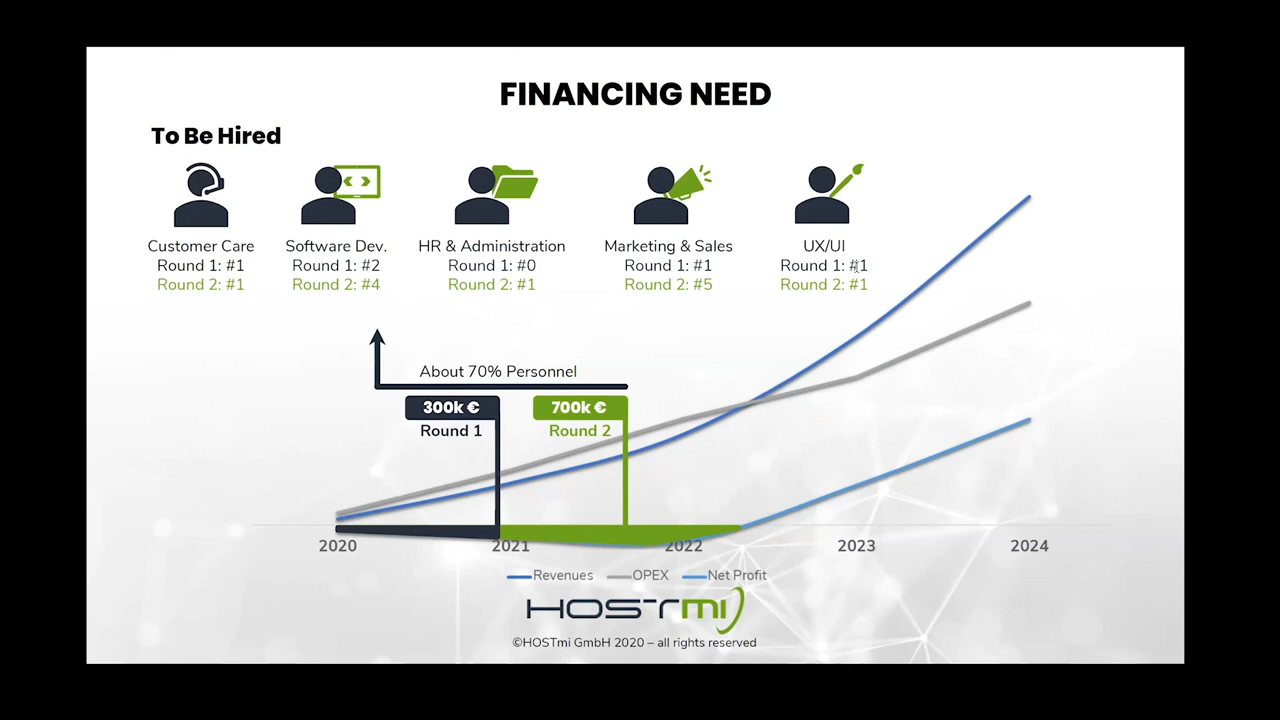 FINANCING NEED
To Be Hired
Customer Care
Round 1: #1
Round 2: #1
Software Dev.
Round 1: #2
Round 2: #4
HR & Administration
Round 1: #0
Round 2: #1
Marketing & Sales
Round 1: #1
Round 2: #5
UX/UI
Round 1: #1
Round 2: #1
About 70% Personnel
300k €
Round 1
700k €
Round 2
2020 2021 2022 2023 2024
Revenues OPEX Net Profit
HOSTmi
©HOSTmi GmbH 2020 – all rights reserved